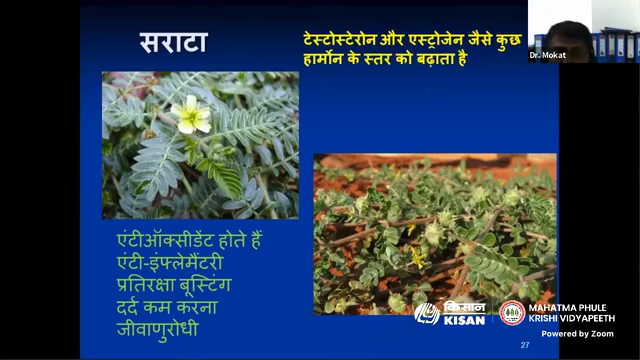 सराटा
टेस्टोस्टेरोन और एस्ट्रोजेन जैसे कुछ
हार्मोन के स्तर को बढ़ाता है
Dr. Mokat
एंटीऑक्सीडेंट होते हैं
एंटी-इंफ्लेमैंटरी
प्रतिरक्षा बूस्टिंग
दर्द कम करना
जीवाणुरोधी
किसान
KISAN
MAHATMA PHULE
KRISHI VIDYAPEETH
Powered by Zoom
27